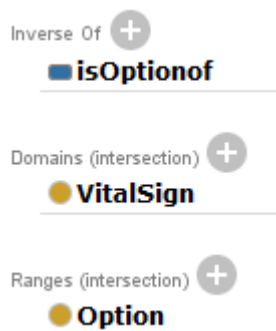 Inverse Of
isOptionof
Domains (intersection)
VitalSign
Ranges (intersection)
Option